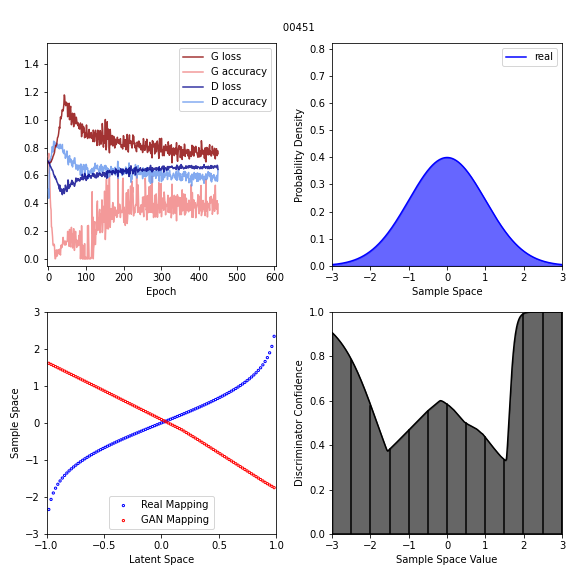 00451
1.4
1.2
1.0
0.8
0.6
0.4
0.2
0.0
0 100 200 300 400 500 600
Epoch
G loss
G accuracy
D loss
D accuracy
Probability Density
0.8
0.7
0.6
0.5
0.4
0.3
0.2
0.1
0.0
−3 −2 −1 0 1 2 3
Sample Space
real
Sample Space
3
2
1
0
−1
−2
−3
−1.0 −0.5 0.0 0.5 1.0
Latent Space
Real Mapping
GAN Mapping
Discriminator Confidence
1.0
0.8
0.6
0.4
0.2
0.0
−3 −2 −1 0 1 2 3
Sample Space Value